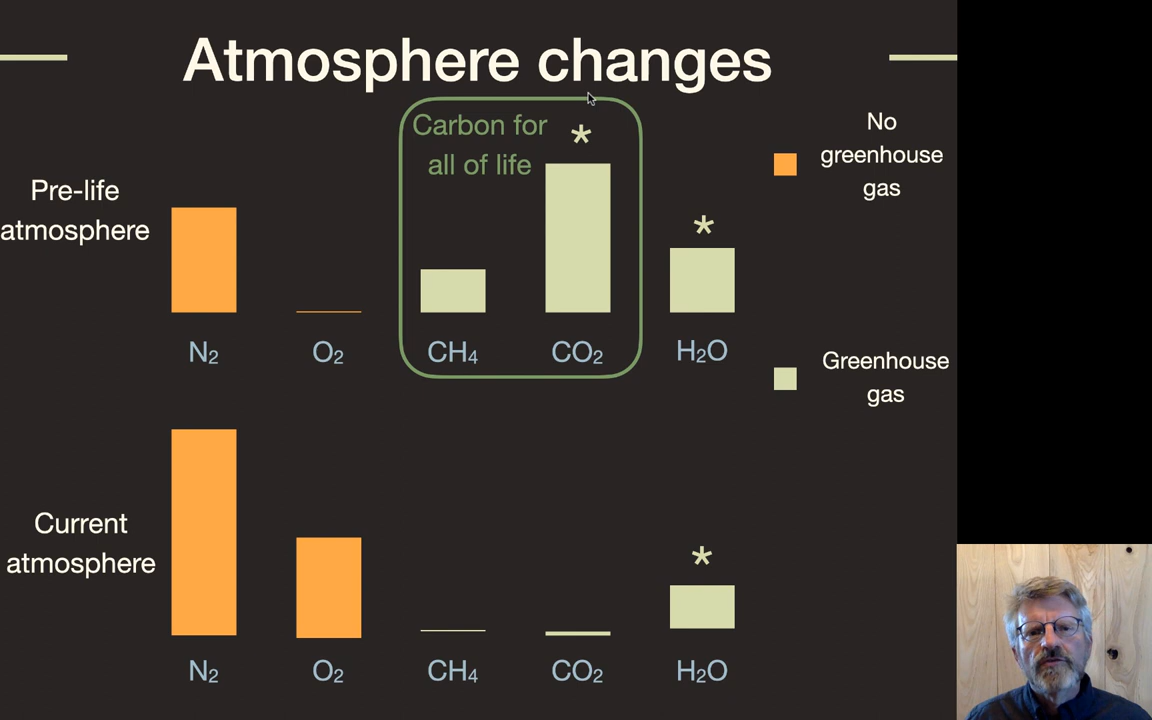 Atmosphere changes
Carbon for
all of life
*
*
Pre-life
atmosphere
N₂
O₂
CH₄
CO₂
H₂O
No
greenhouse
gas
Greenhouse
gas
Current
atmosphere
*
N₂
O₂
CH₄
CO₂
H₂O